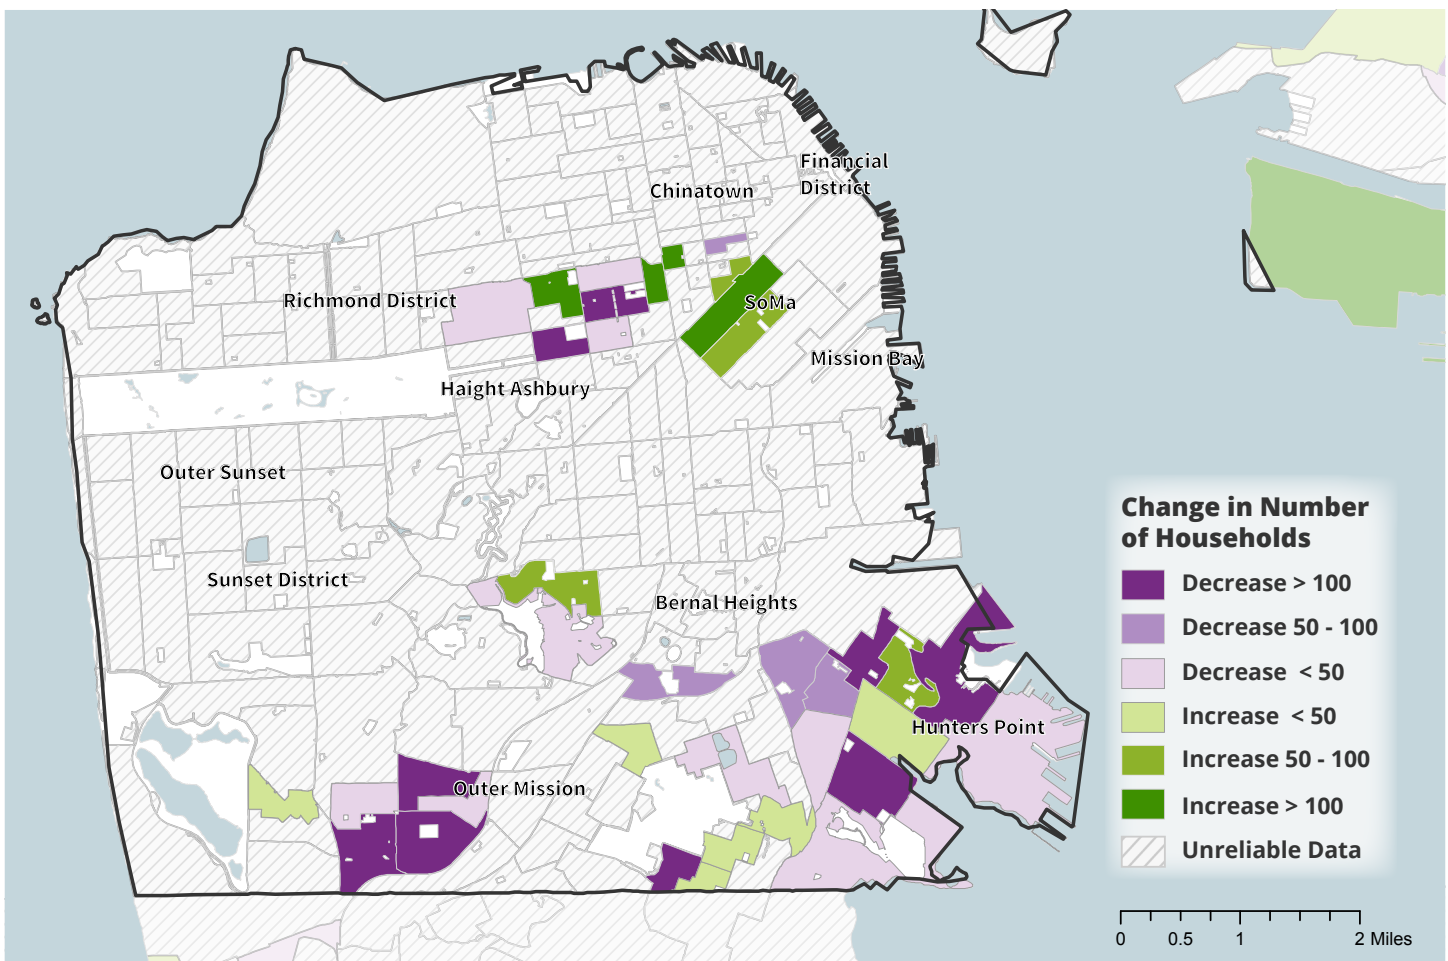 Financial
District
Chinatown
Richmond District
SoMa
Mission Bay
Haight Ashbury
Outer Sunset
Sunset District
Bernal Heights
Hunters Point
Outer Mission
Change in Number
of Households
Decrease > 100
Decrease 50 - 100
Decrease < 50
Increase < 50
Increase 50 - 100
Increase > 100
Unreliable Data
0 0.5 1 2 Miles